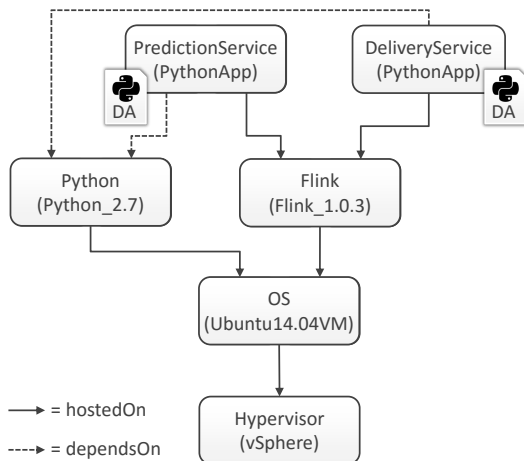 PredictionService
(PythonApp)
DA
DeliveryService
(PythonApp)
DA
Python
(Python_2.7)
Flink
(Flink_1.0.3)
OS
(Ubuntu14.04VM)
Hypervisor
(vSphere)
= hostedOn
= dependsOn